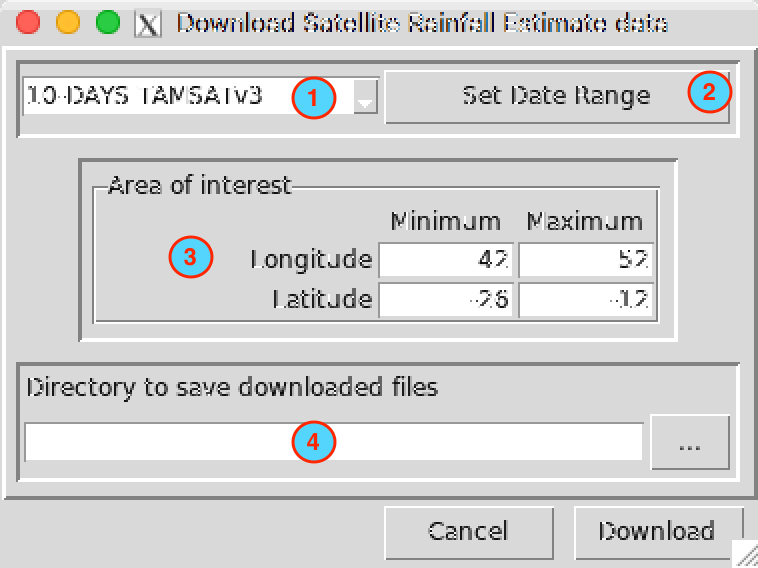 X Download Satellite Rainfall Estimate data
10-DAYS TAMSATv3 1 Set Date Range 2
Area of interest
Minimum Maximum
3 Longitude 42 52
Latitude -26 -12
Directory to save downloaded files
4 ...
Cancel Download